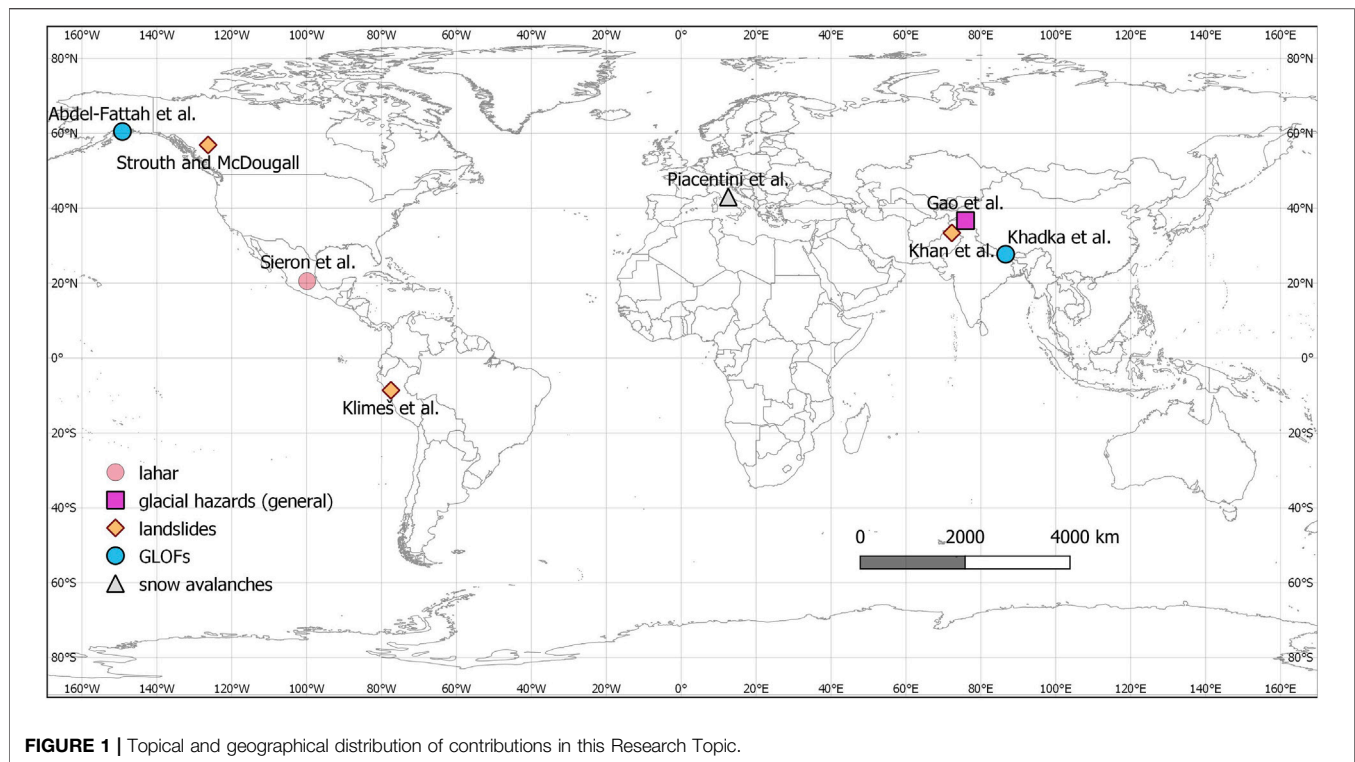 160°W 140°W 120°W 100°W 80°W 60°W 40°W 20°W 0° 20°E 40°E 60°E 80°E 100°E 120°E 140°E 160°E
80°N 80°N
Abdel-Fattah et al.
60°N 60°N
Strouth and McDougall
Piacentini et al.
40°N Gao et al. 40°N
Khan et al. Khadka et al.
Sieron et al.
20°N 20°N
0° 0°
Klimeš et al.
20°S 20°S
lahar
glacial hazards (general)
40°S 40°S
landslides
0 2000 4000 km
GLOFs
snow avalanches
60°S 60°S
80°S 80°S
160°W 140°W 120°W 100°W 80°W 60°W 40°W 20°W 0° 20°E 40°E 60°E 80°E 100°E 120°E 140°E 160°E
FIGURE 1 | Topical and geographical distribution of contributions in this Research Topic.